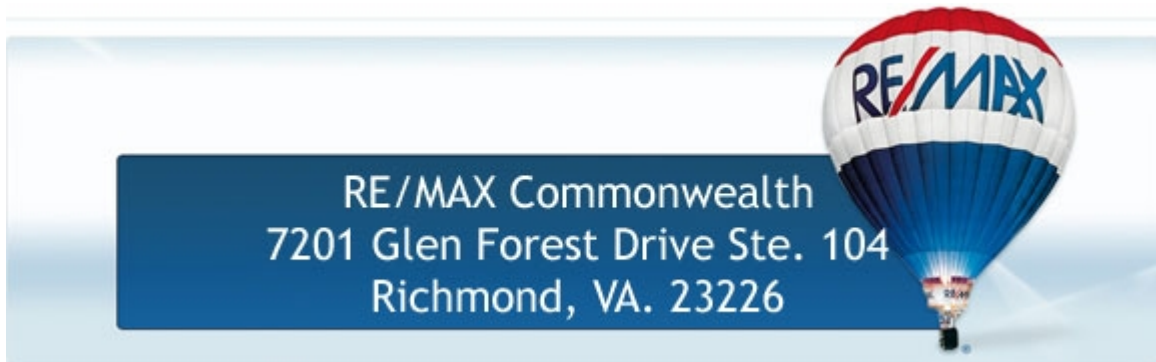 RE/MAX
RE/MAX Commonwealth
7201 Glen Forest Drive Ste. 104
Richmond, VA. 23226